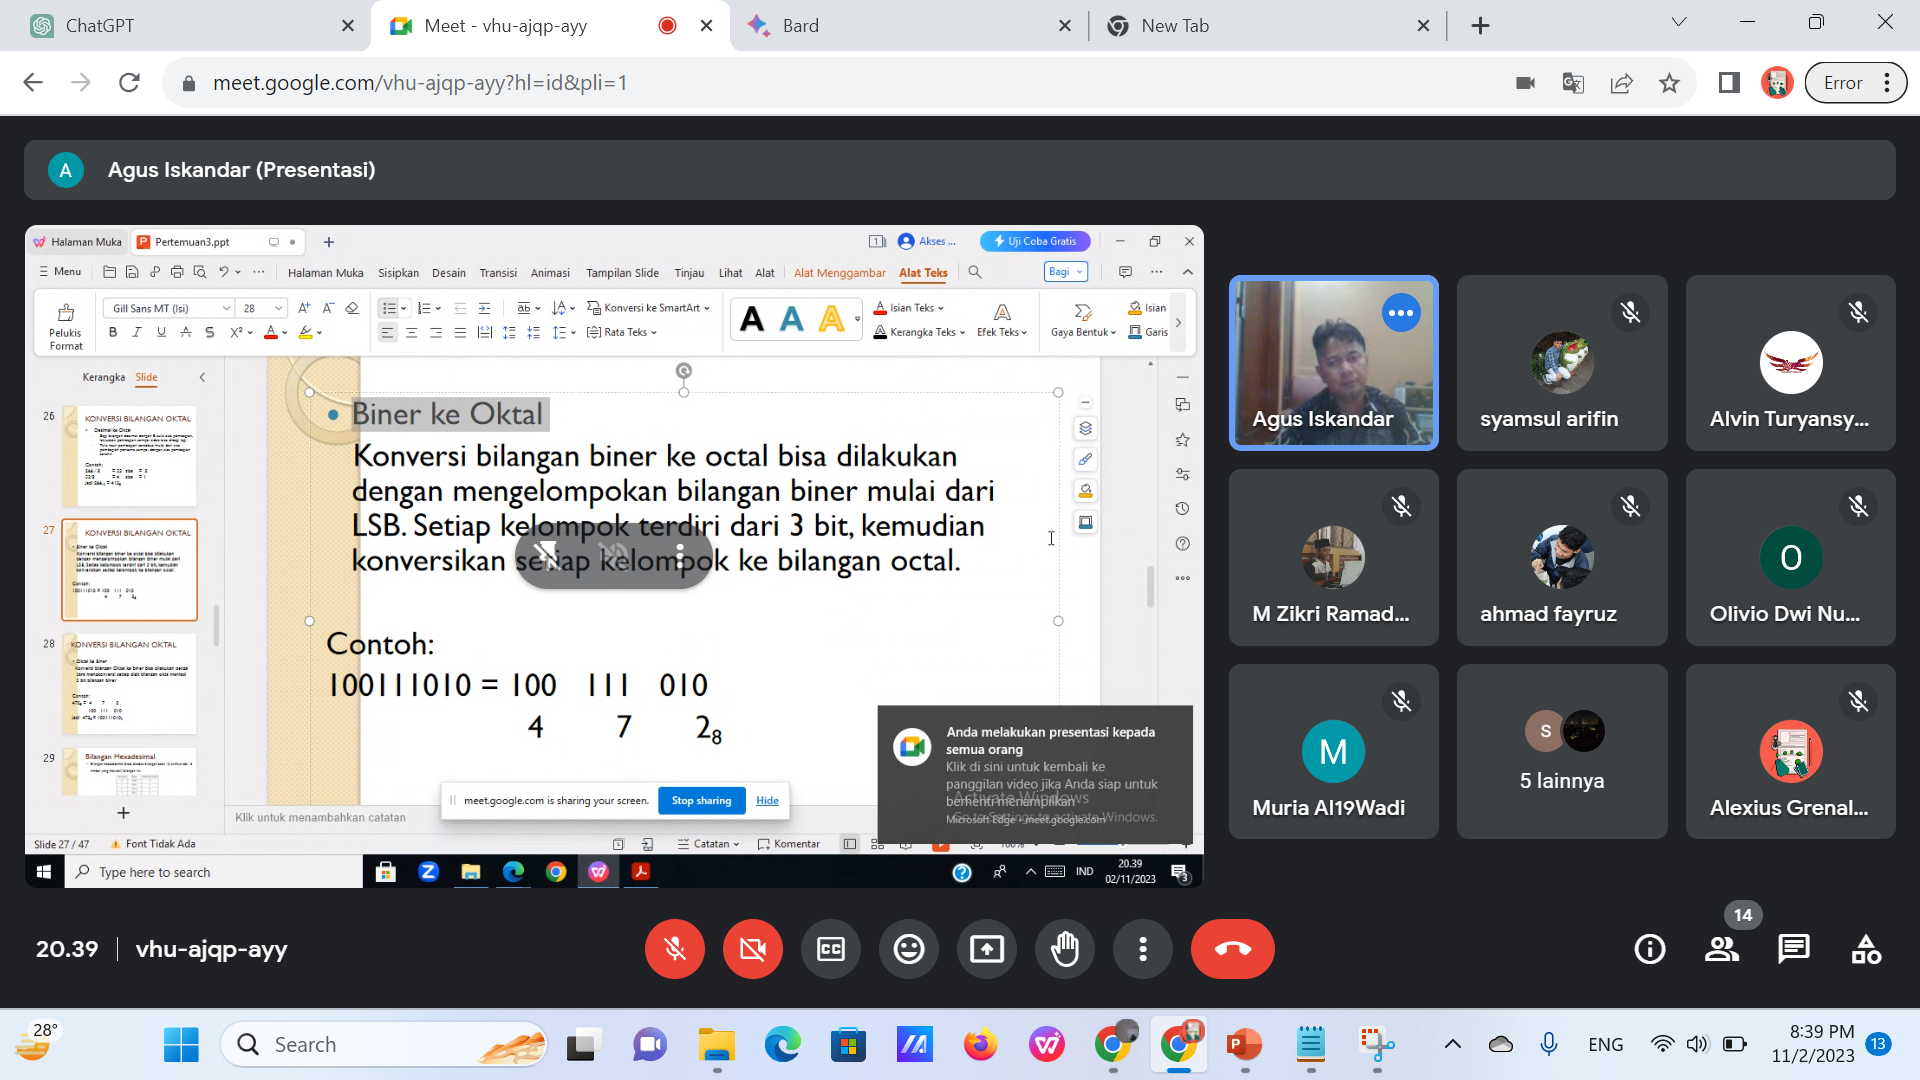 ChatGPT
Meet - vhu-ajqp-ayy
Bard
New Tab
meet.google.com/vhu-ajqp-ayy?hl=id&pli=1
Error
A
Agus Iskandar (Presentasi)
Halaman Muka
Pertemuan3.ppt
Akses ...
Uji Coba Gratis
Menu
Halaman Muka
Sisipkan
Desain
Transisi
Animasi
Tampilan Slide
Tinjau
Lihat
Alat
Alat Menggambar
Alat Teks
Bagi
Pelukis
Format
Gill Sans MT (Isi)
28
Konversi ke SmartArt
Rata Teks
Isian Teks
Kerangka Teks
Efek Teks
Gaya Bentuk
Isian
Garis
Kerangka
Slide
26
KONVERSI BILANGAN OKTAL
27
KONVERSI BILANGAN OKTAL
28
KONVERSI BILANGAN OKTAL
29
Bilangan Hexadesimal
• Biner ke Oktal
Konversi bilangan biner ke octal bisa dilakukan
dengan mengelompokan bilangan biner mulai dari
LSB. Setiap kelompok terdiri dari 3 bit, kemudian
konversikan setiap kelompok ke bilangan octal.
Contoh:
100111010 = 100 111 010
4 7 2₈
meet.google.com is sharing your screen.
Stop sharing
Hide
Anda melakukan presentasi kepada
semua orang
Klik di sini untuk kembali ke
panggilan video jika Anda siap untuk
berhenti menampilkan
Microsoft Edge • meet.google.com
Activate Windows
Go to Settings to activate Windows.
Klik untuk menambahkan catatan
Slide 27 / 47
Font Tidak Ada
Catatan
Komentar
100%
Type here to search
IND
20.39
02/11/2023
3
Agus Iskandar
syamsul arifin
Alvin Turyansy...
M Zikri Ramad...
ahmad fayruz
O
Olivio Dwi Nu...
M
Muria Al19Wadi
S
5 lainnya
Alexius Grenal...
20.39
vhu-ajqp-ayy
14
28°
Search
ENG
8:39 PM
11/2/2023
13